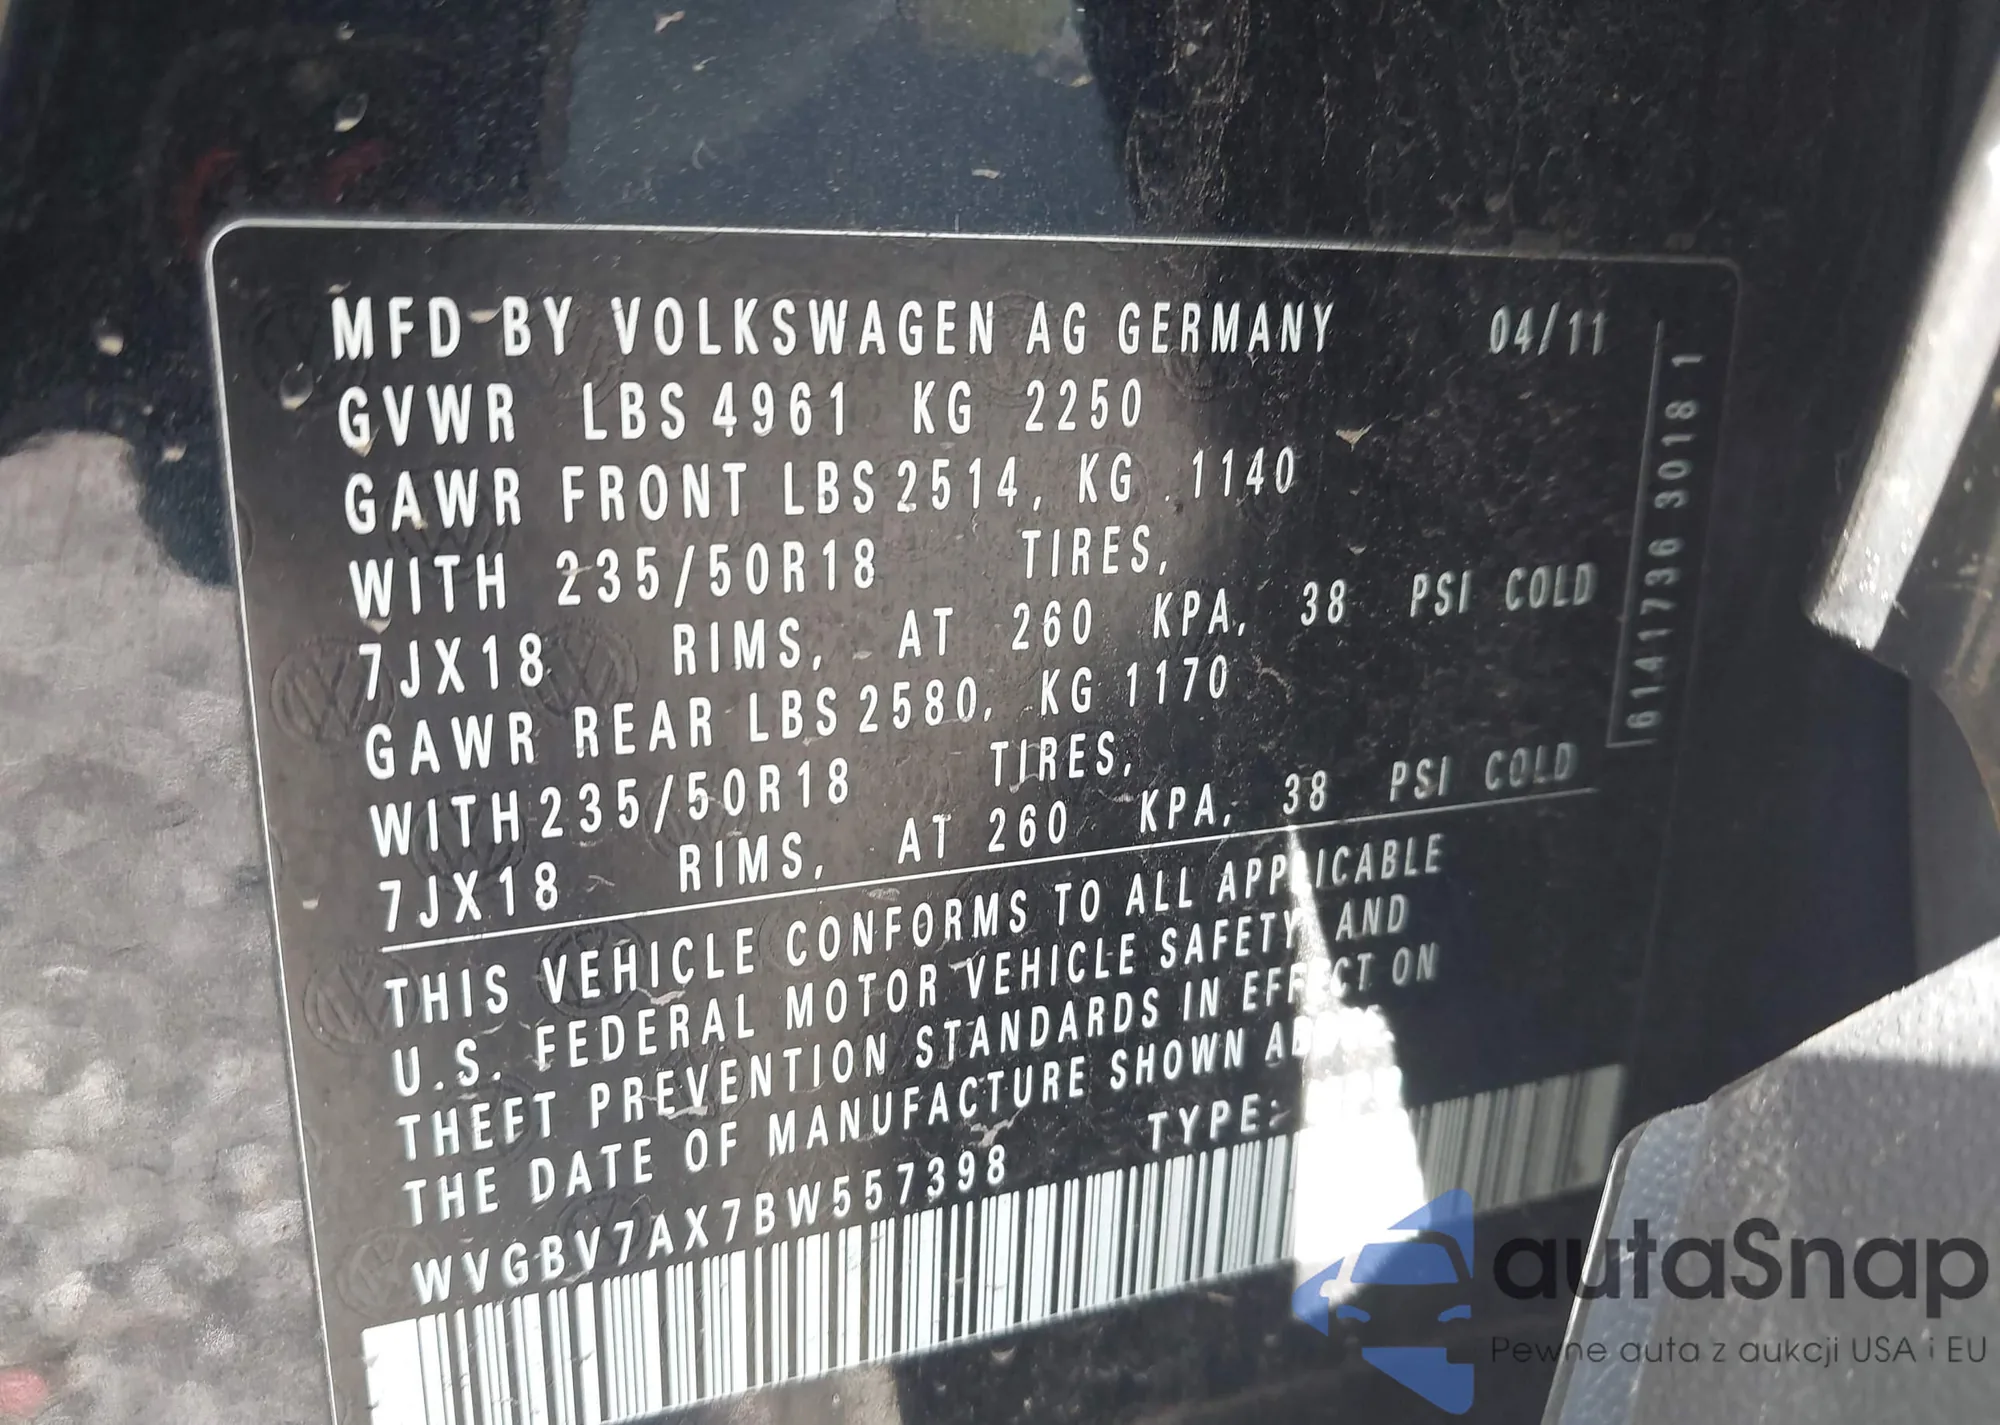 MFD BY VOLKSWAGEN AG GERMANY 04/11
GVWR LBS 4961 KG 2250
GAWR FRONT LBS 2514, KG 1140
WITH 235/50R18 TIRES,
7JX18 RIMS, AT 260 KPA, 38 PSI COLD
GAWR REAR LBS 2580, KG 1170
WITH 235/50R18 TIRES,
7JX18 RIMS, AT 260 KPA, 38 PSI COLD
THIS VEHICLE CONFORMS TO ALL APPLICABLE
U.S. FEDERAL MOTOR VEHICLE SAFETY AND
THEFT PREVENTION STANDARDS IN EFFECT ON
THE DATE OF MANUFACTURE SHOWN
WVGBV7AX7BW557398 TYPE:
6141736 3018 1
autaSnap
Pewne auta z aukcji USA i EU